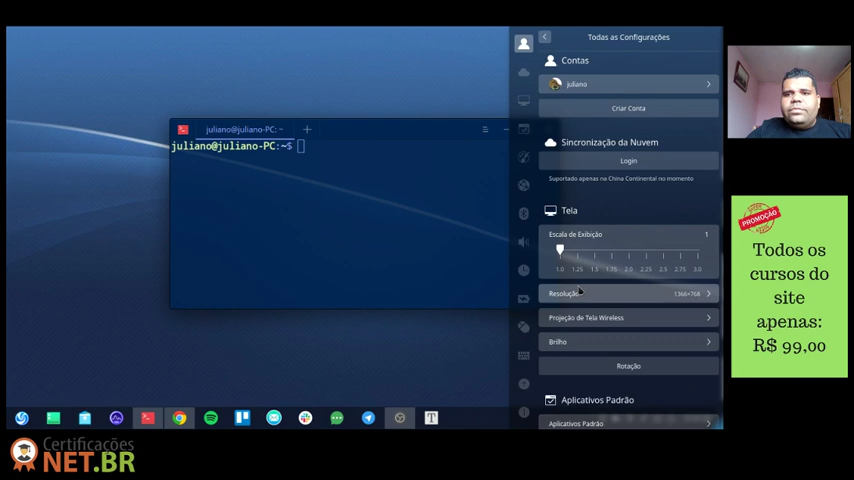 Todas as Configurações
Contas
juliano
Criar Conta
Sincronização da Nuvem
Login
Suportado apenas na China Continental no momento
Tela
Escala de Exibição 1
1.0 1.25 1.5 1.75 2.0 2.25 2.5 2.75 3.0
Resolução 1366×768
Projeção de Tela Wireless
Brilho
Rotação
Aplicativos Padrão
Aplicativos Padrão
juliano@juliano-PC: ~
juliano@juliano-PC:~$
PROMOÇÃO
Todos os
cursos do
site
apenas:
R$ 99,00
Certificações
NET.BR